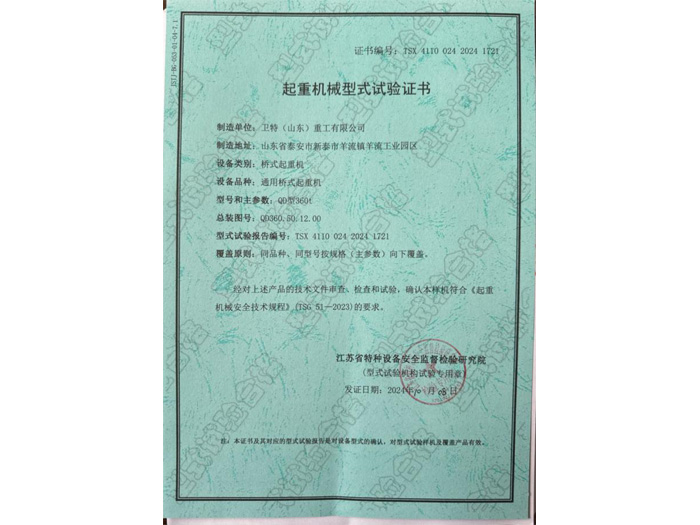 证书编号：TSX 4110 024 2024 1721
起重机械型式试验证书
制造单位：卫特（山东）重工有限公司
制造地址：山东省泰安市新泰市羊流镇羊流工业园区
设备类别：桥式起重机
设备品种：通用桥式起重机
型号和主参数：QD型360t
总装图号：QD360.50.12.00
型式试验报告编号：TSX 4110 024 2024 1721
覆盖原则：同品种、同型号按规格（主参数）向下覆盖。
经对上述产品的技术文件审查、检查和试验，确认本样机符合《起重
机械安全技术规程》（TSG 51—2023)的要求。
江苏省特种设备安全监督检验研究院
(型式试验机构试验专用章)
发证日期：2024年10月08日
注：本证书及其对应的型式试验报告是对设备型式的确认，对型式试验样机及覆盖产品有效。